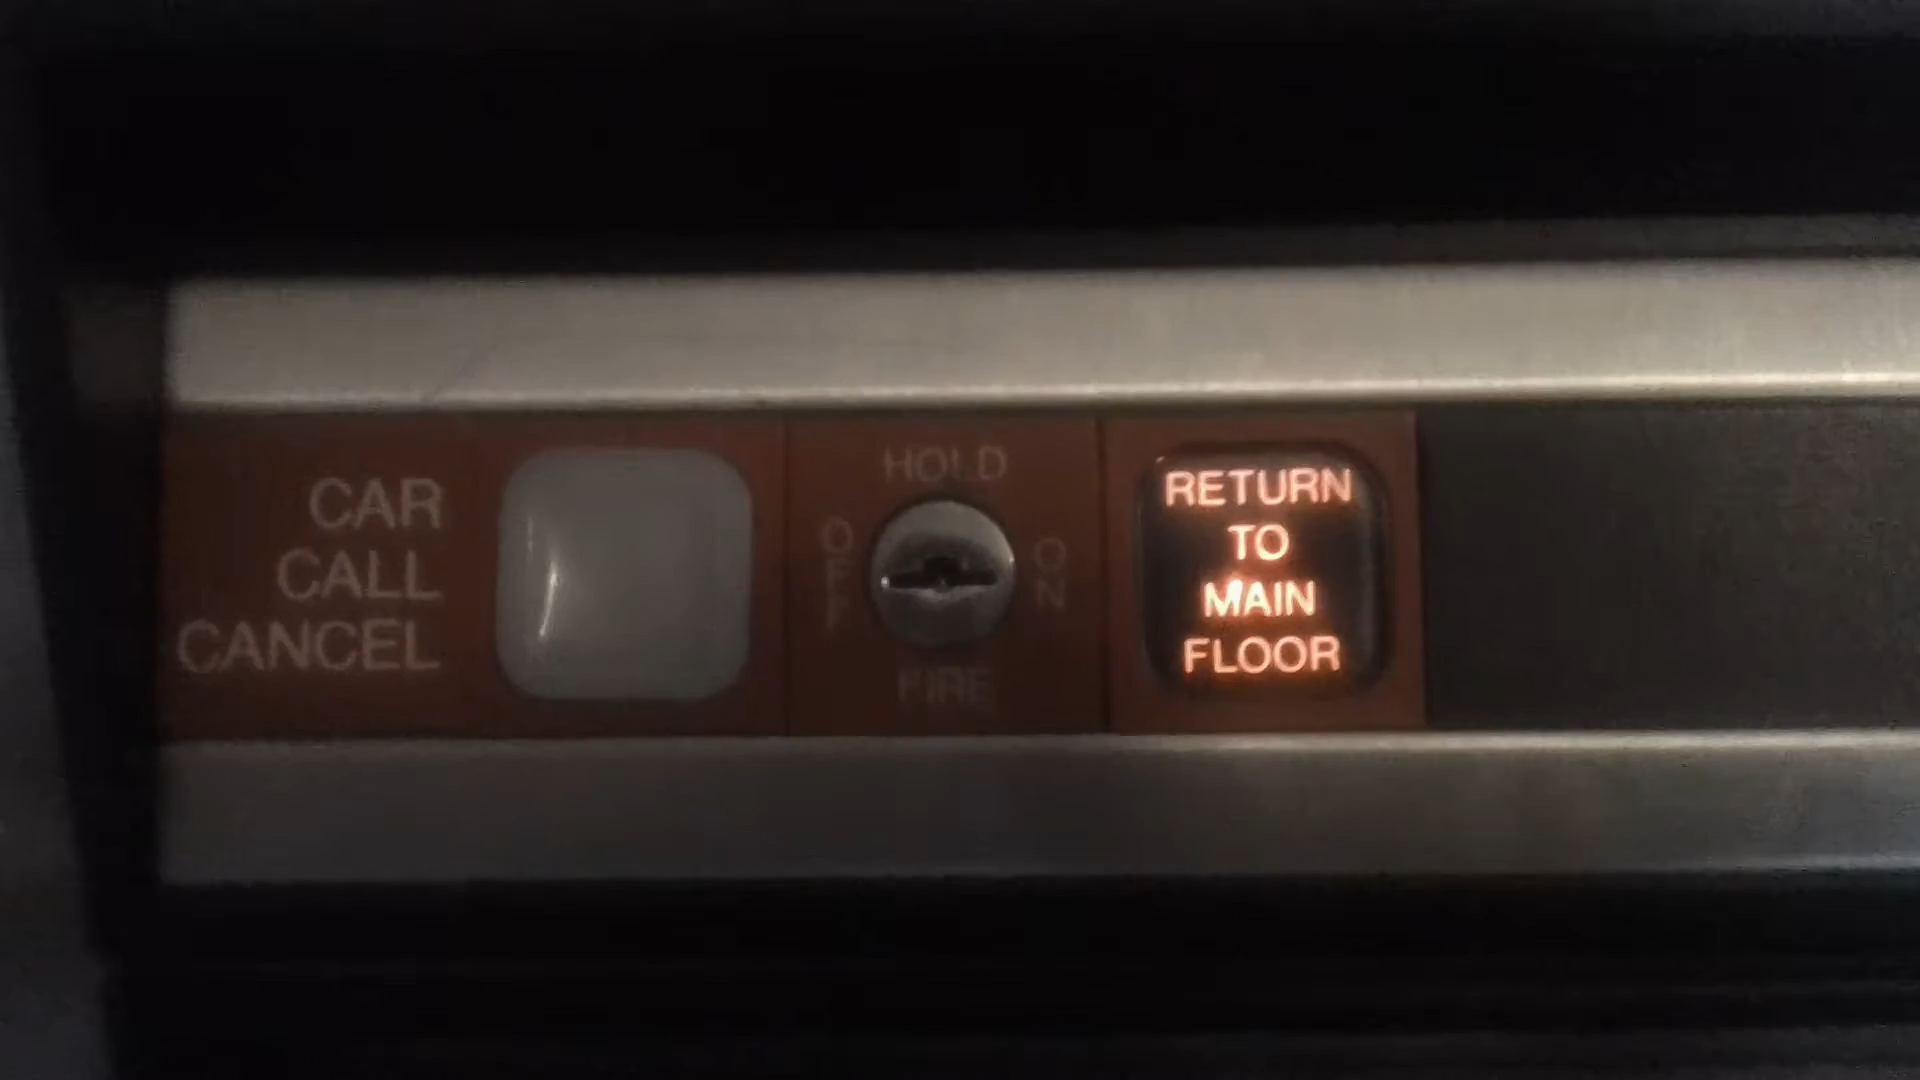 CAR
CALL
CANCEL
HOLD
OFF
ON
FIRE
RETURN
TO
MAIN
FLOOR